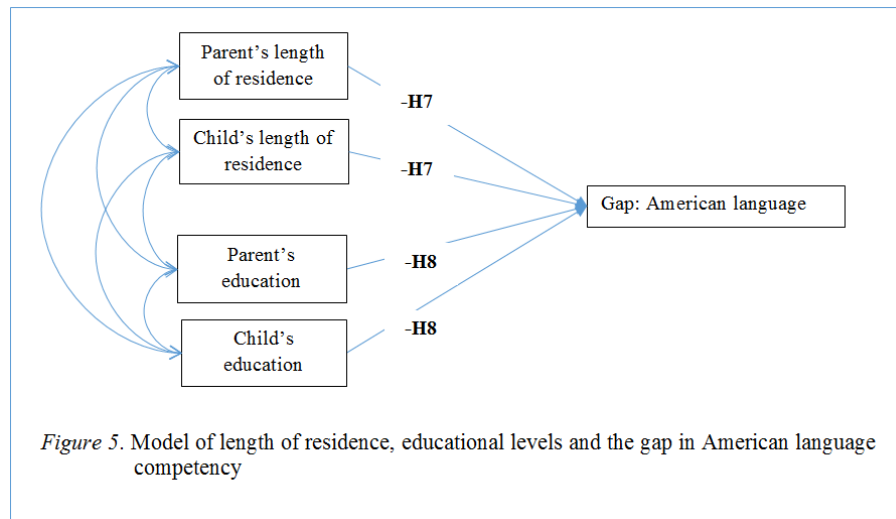 Parent's length
of residence
-H7
Child's length of
residence
-H7
Gap: American language
Parent's
education
-H8
Child's
education
-H8
Figure 5. Model of length of residence, educational levels and the gap in American language
competency